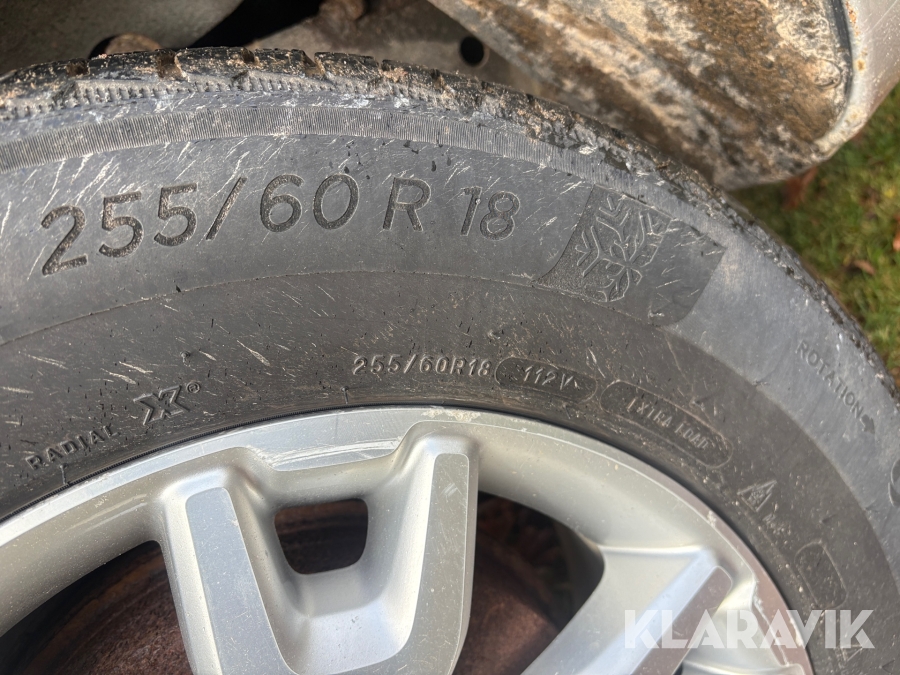 255/60 R 18
255/60R18 112V EXTRA LOAD
RADIAL X®
ROTATION
KLARAVIK